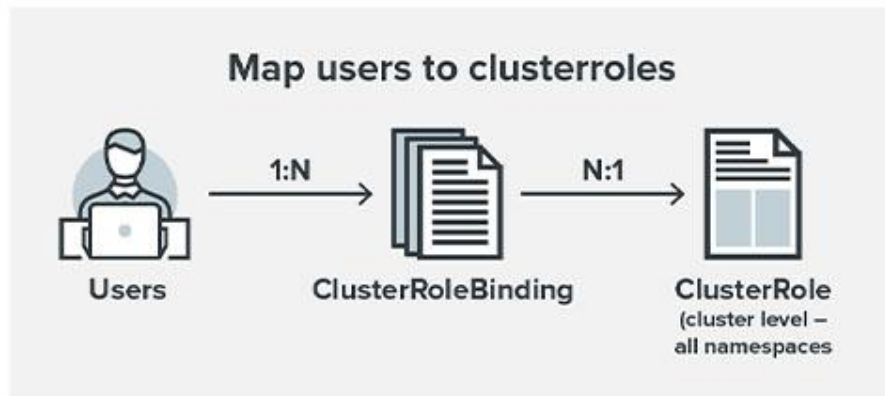 Map users to clusterroles
1:N
N:1
Users
ClusterRoleBinding
ClusterRole
(cluster level –
all namespaces